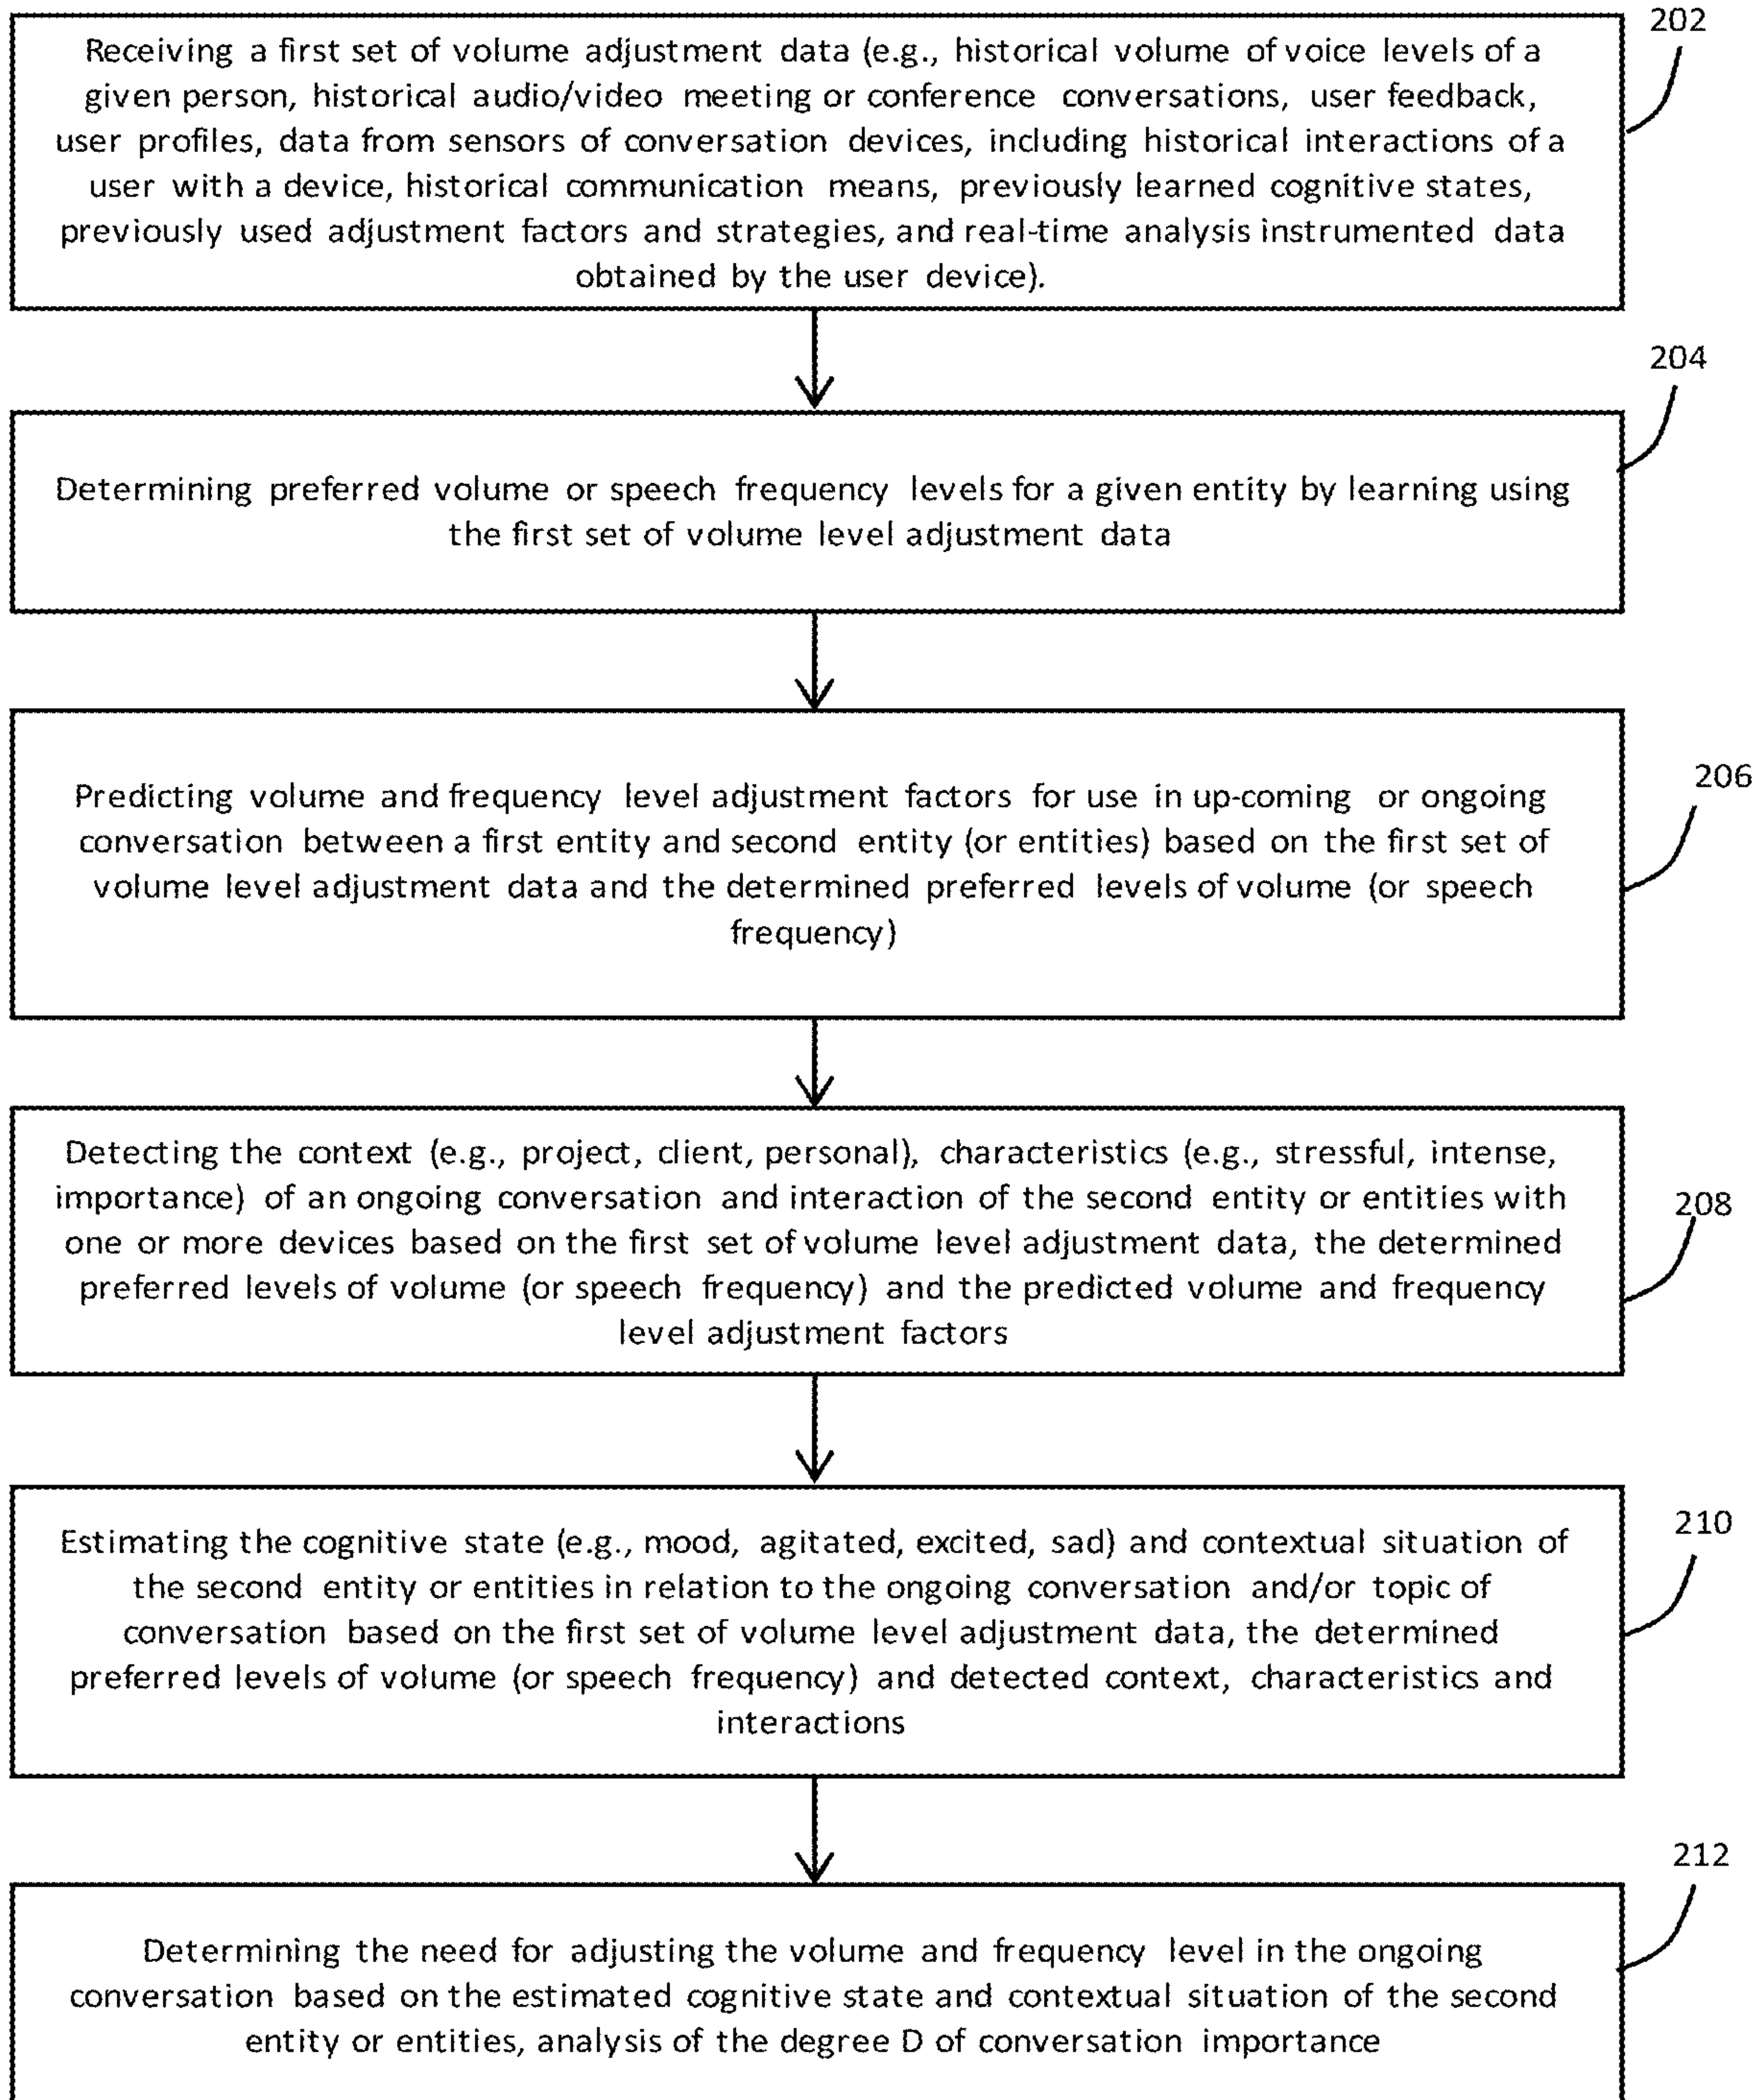 202
Receiving a first set of volume adjustment data (e.g., historical volume of voice levels of a
given person, historical audio/video meeting or conference conversations, user feedback,
user profiles, data from sensors of conversation devices, including historical interactions of a
user with a device, historical communication means, previously learned cognitive states,
previously used adjustment factors and strategies, and real-time analysis instrumented data
obtained by the user device).
204
Determining preferred volume or speech frequency levels for a given entity by learning using
the first set of volume level adjustment data
206
Predicting volume and frequency level adjustment factors for use in up-coming or ongoing
conversation between a first entity and second entity (or entities) based on the first set of
volume level adjustment data and the determined preferred levels of volume (or speech
frequency)
208
Detecting the context (e.g., project, client, personal), characteristics (e.g., stressful, intense,
importance) of an ongoing conversation and interaction of the second entity or entities with
one or more devices based on the first set of volume level adjustment data, the determined
preferred levels of volume (or speech frequency) and the predicted volume and frequency
level adjustment factors
210
Estimating the cognitive state (e.g., mood, agitated, excited, sad) and contextual situation of
the second entity or entities in relation to the ongoing conversation and/or topic of
conversation based on the first set of volume level adjustment data, the determined
preferred levels of volume (or speech frequency) and detected context, characteristics and
interactions
212
Determining the need for adjusting the volume and frequency level in the ongoing
conversation based on the estimated cognitive state and contextual situation of the second
entity or entities, analysis of the degree D of conversation importance